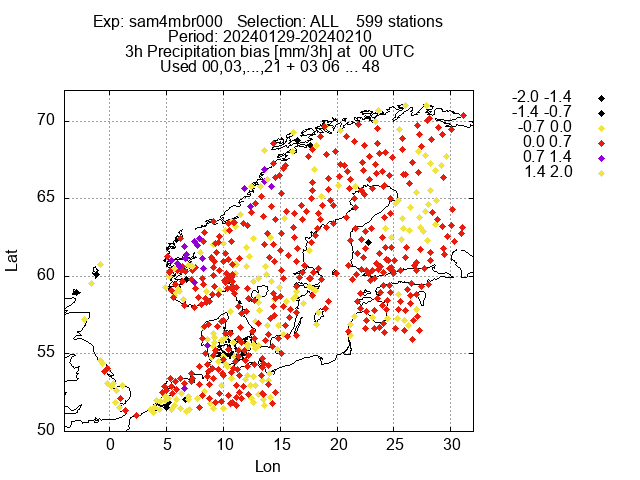 Exp: sam4mbr000   Selection: ALL    599 stations
Period: 20240129-20240210
3h Precipitation bias [mm/3h] at  00 UTC
Used 00,03,...,21 + 03 06 ... 48
-2.0 -1.4
-1.4 -0.7
-0.7 0.0
0.0 0.7
0.7 1.4
1.4 2.0
70
65
60
55
50
Lat
0 5 10 15 20 25 30
Lon